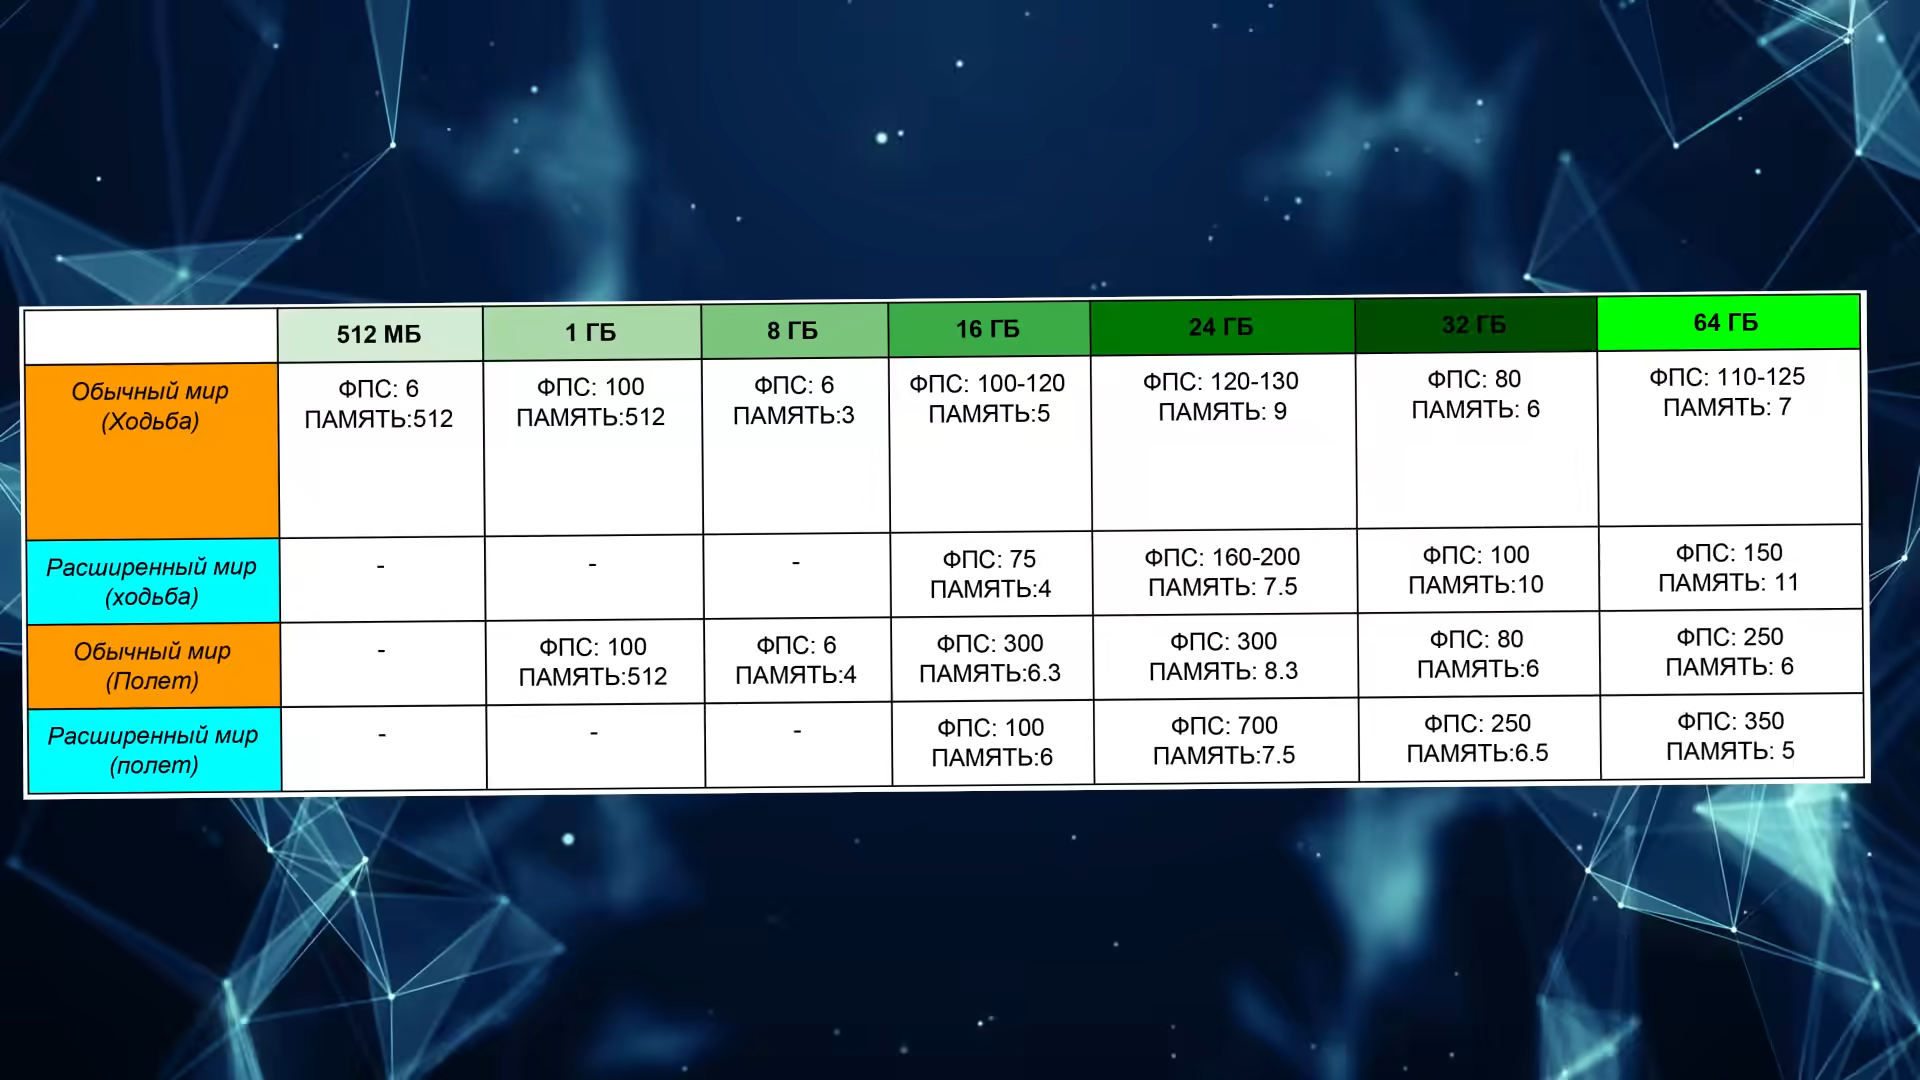 512 МБ 1 ГБ 8 ГБ 16 ГБ 24 ГБ 32 ГБ 64 ГБ
Обычный мир ФПС: 6 ФПС: 100 ФПС: 6 ФПС: 100-120 ФПС: 120-130 ФПС: 80 ФПС: 110-125
(Ходьба) ПАМЯТЬ:512 ПАМЯТЬ:512 ПАМЯТЬ:3 ПАМЯТЬ:5 ПАМЯТЬ: 9 ПАМЯТЬ: 6 ПАМЯТЬ: 7
Расширенный мир - - - ФПС: 75 ФПС: 160-200 ФПС: 100 ФПС: 150
(ходьба) ПАМЯТЬ:4 ПАМЯТЬ: 7.5 ПАМЯТЬ:10 ПАМЯТЬ: 11
Обычный мир - ФПС: 100 ФПС: 6 ФПС: 300 ФПС: 300 ФПС: 80 ФПС: 250
(Полет) ПАМЯТЬ:512 ПАМЯТЬ:4 ПАМЯТЬ:6.3 ПАМЯТЬ: 8.3 ПАМЯТЬ:6 ПАМЯТЬ: 6
Расширенный мир - - - ФПС: 100 ФПС: 700 ФПС: 250 ФПС: 350
(полет) ПАМЯТЬ:6 ПАМЯТЬ:7.5 ПАМЯТЬ:6.5 ПАМЯТЬ: 5